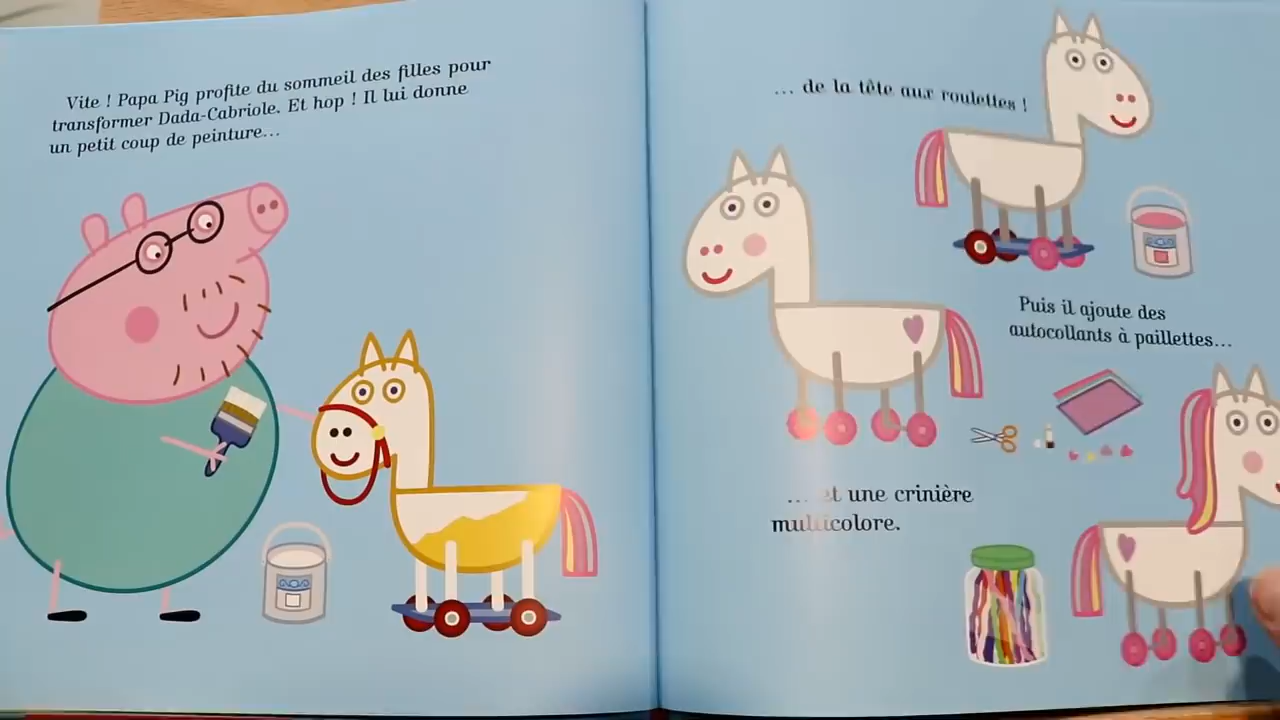 Vite ! Papa Pig profite du sommeil des filles pour
transformer Dada-Cabriole. Et hop ! Il lui donne
un petit coup de peinture...
... de la tête aux roulettes !
Puis il ajoute des
autocollants à paillettes...
... et une crinière
multicolore.